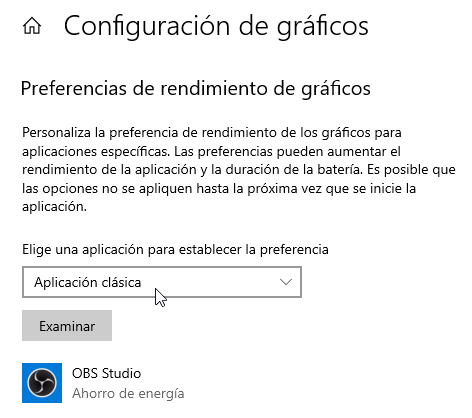 Configuración de gráficos
Preferencias de rendimiento de gráficos
Personaliza la preferencia de rendimiento de los gráficos para
aplicaciones específicas. Las preferencias pueden aumentar el
rendimiento de la aplicación y la duración de la batería. Es posible que
las opciones no se apliquen hasta la próxima vez que se inicie la
aplicación.
Elige una aplicación para establecer la preferencia
Aplicación clásica
Examinar
OBS Studio
Ahorro de energía